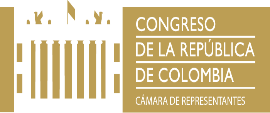 CONGRESO
DE LA REPÚBLICA
DE COLOMBIA
CÁMARA DE REPRESENTANTES